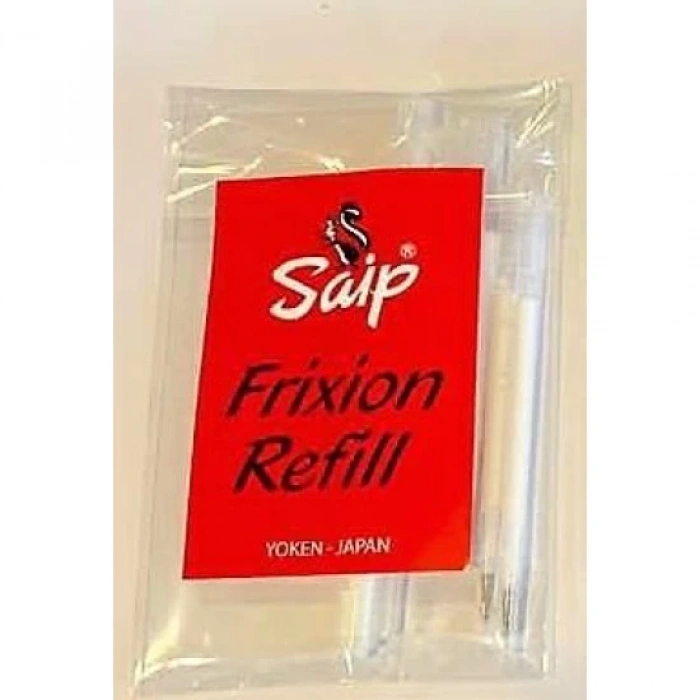 Saip®
Frixion
Refill
YOKEN - JAPAN